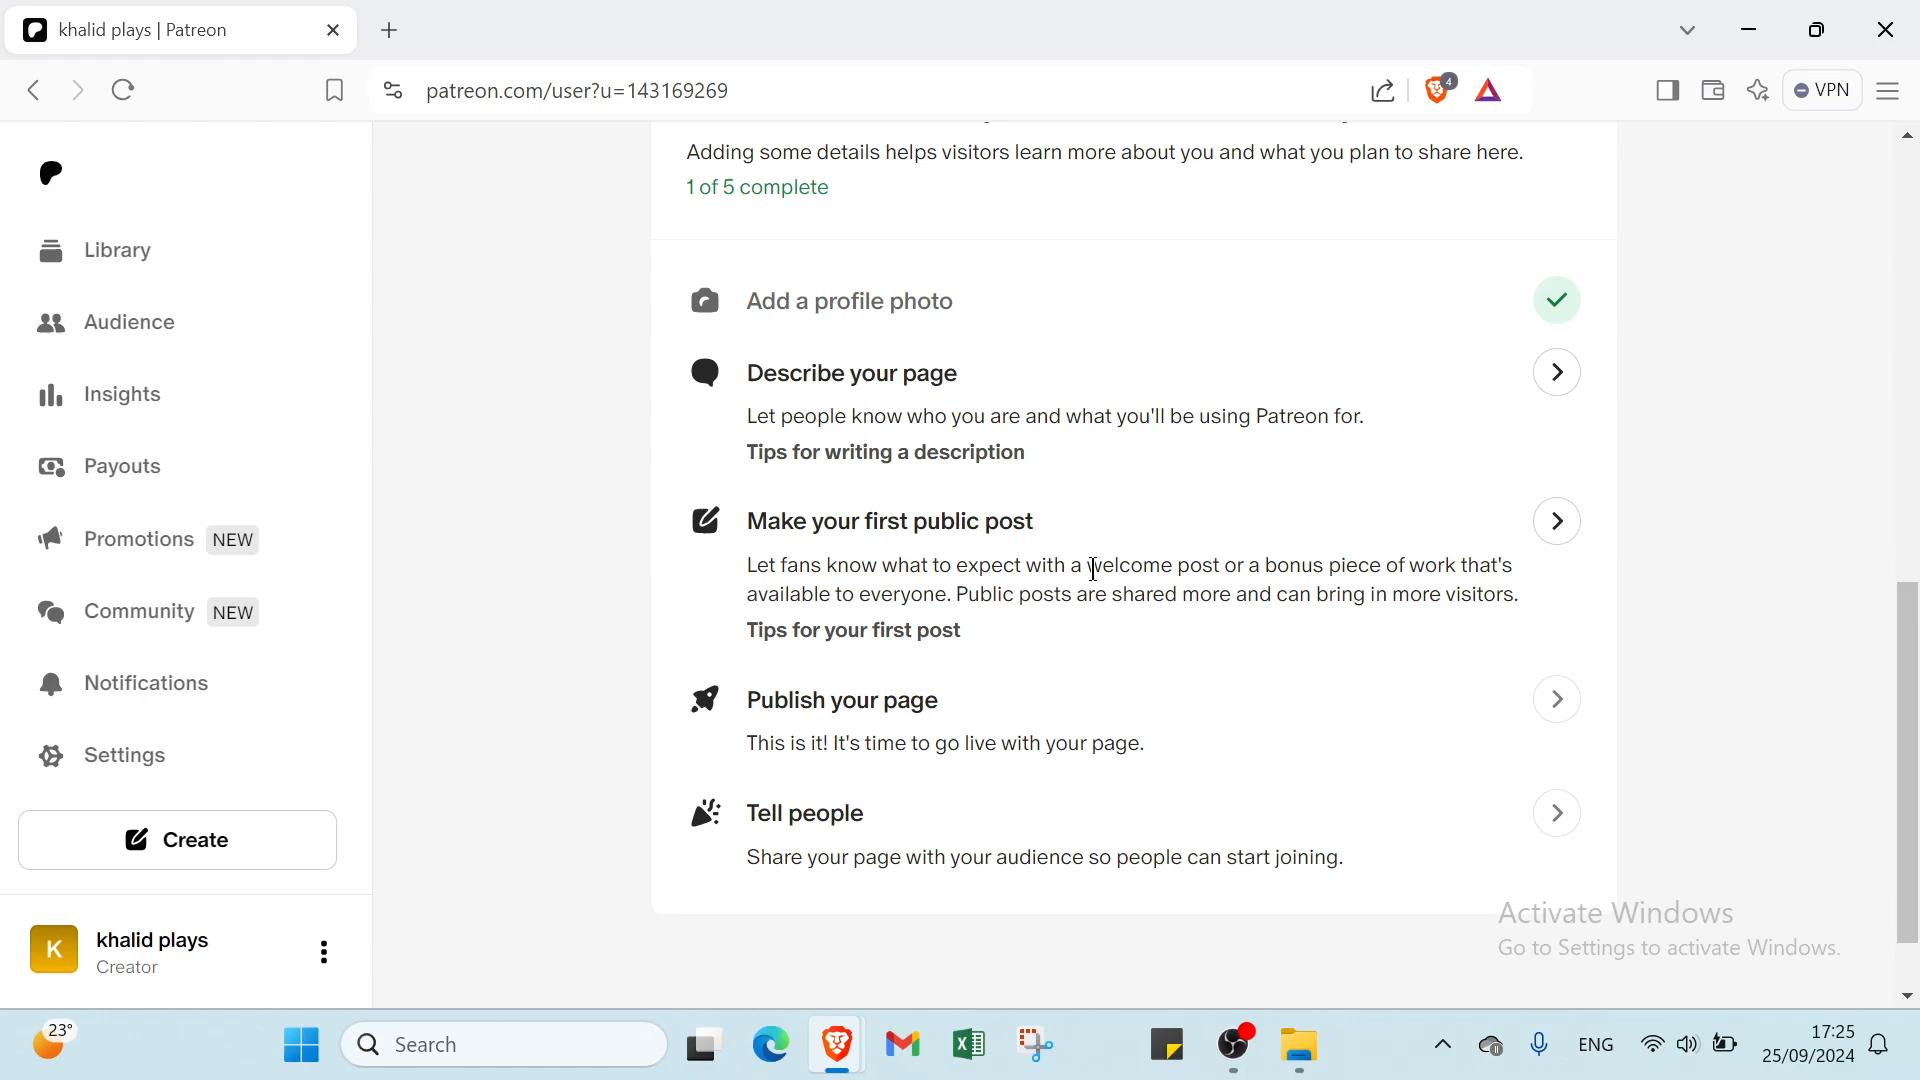 khalid plays | Patreon
patreon.com/user?u=143169269
4
VPN
Library
Audience
Insights
Payouts
Promotions NEW
Community NEW
Notifications
Settings
Create
K
khalid plays
Creator
Adding some details helps visitors learn more about you and what you plan to share here.
1 of 5 complete
Add a profile photo
Describe your page
Let people know who you are and what you'll be using Patreon for.
Tips for writing a description
Make your first public post
Let fans know what to expect with a welcome post or a bonus piece of work that's
available to everyone. Public posts are shared more and can bring in more visitors.
Tips for your first post
Publish your page
This is it! It's time to go live with your page.
Tell people
Share your page with your audience so people can start joining.
Activate Windows
Go to Settings to activate Windows.
23°
Search
ENG
17:25
25/09/2024